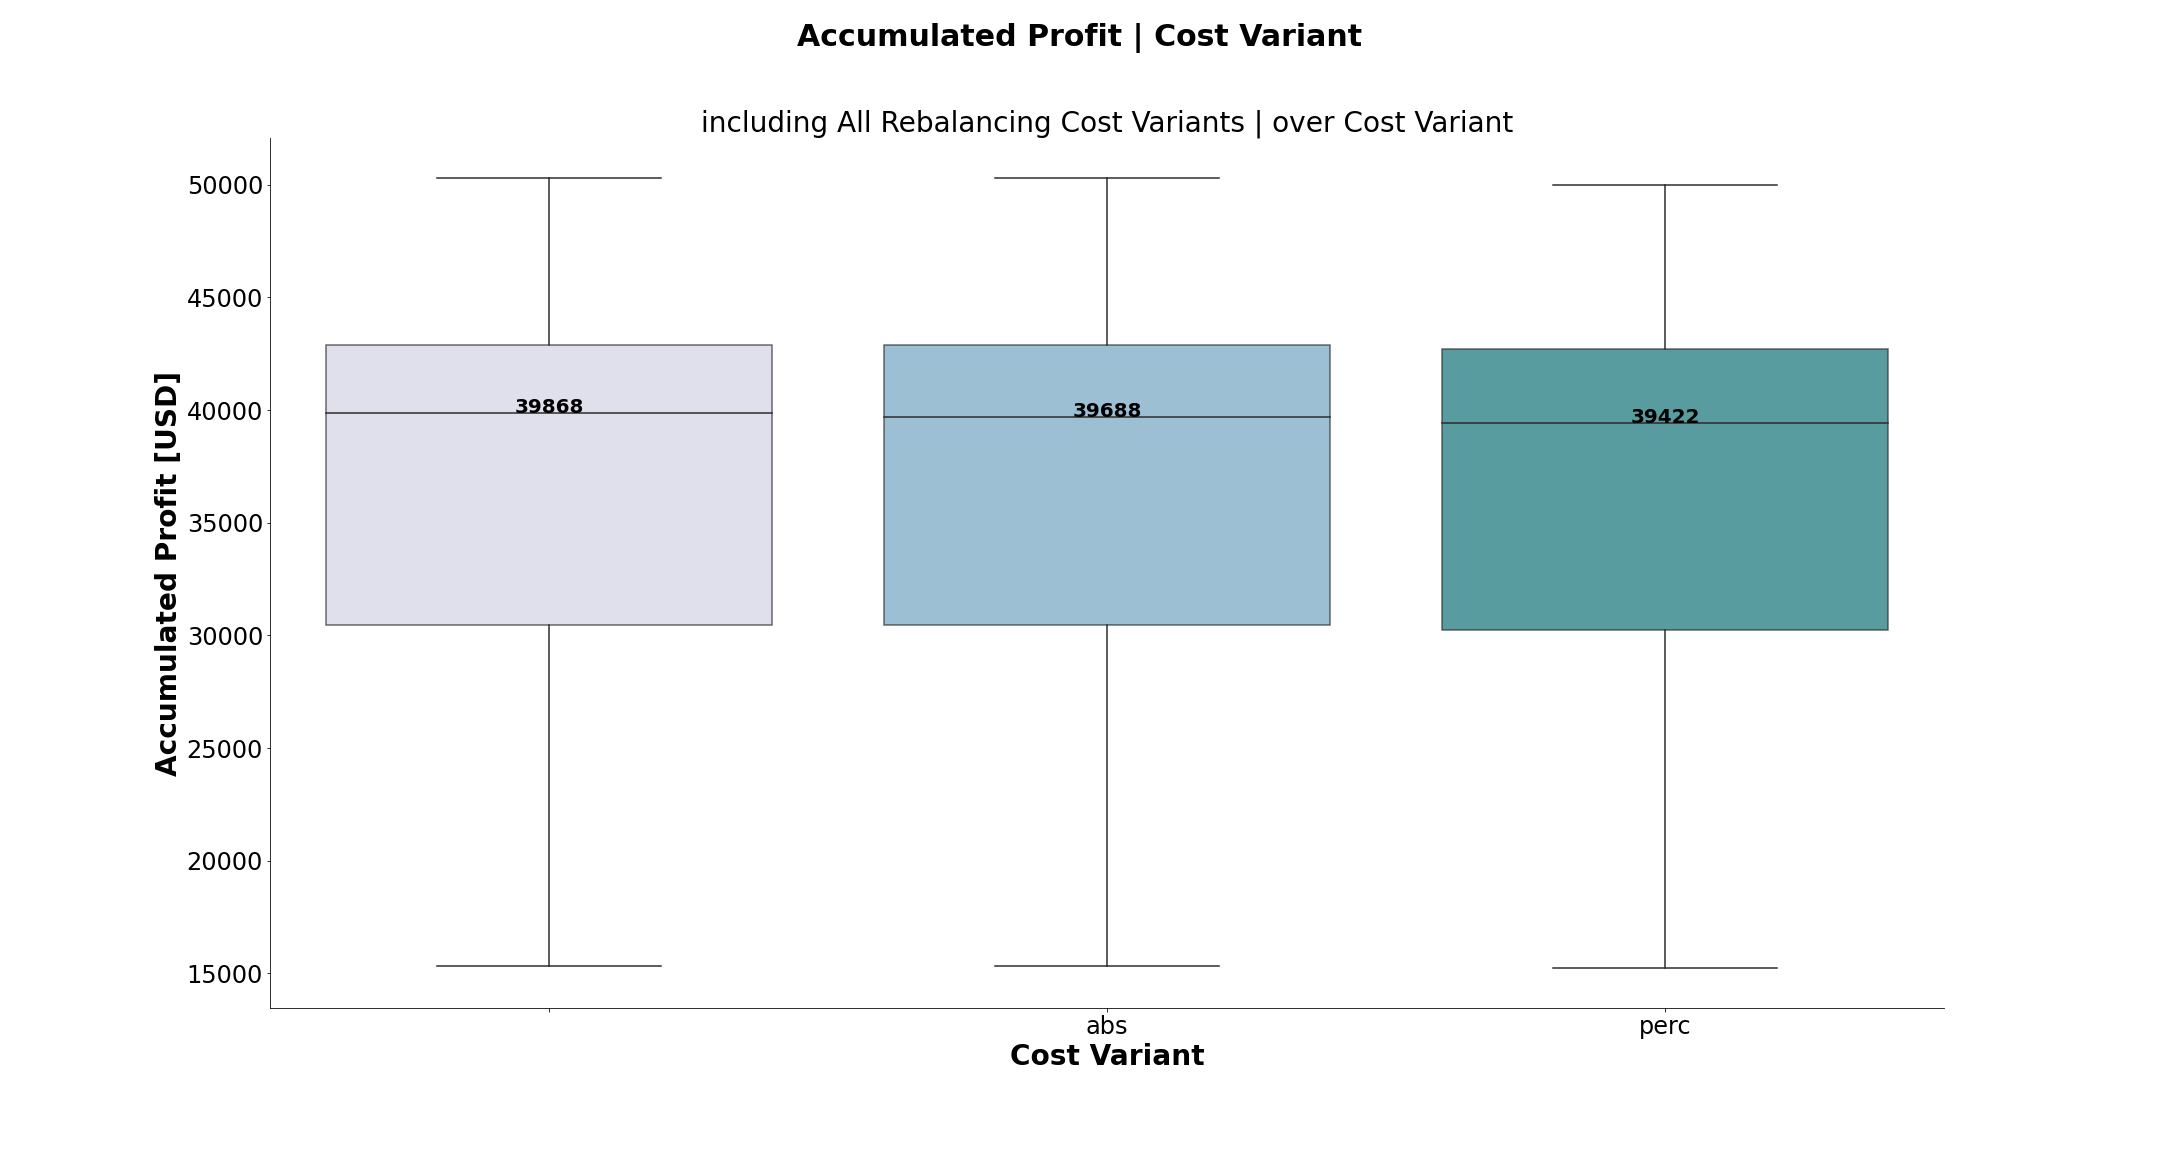 Accumulated Profit | Cost Variant
including All Rebalancing Cost Variants | over Cost Variant
Accumulated Profit [USD]
50000
45000
40000
35000
30000
25000
20000
15000
39868
39688
39422
abs
perc
Cost Variant